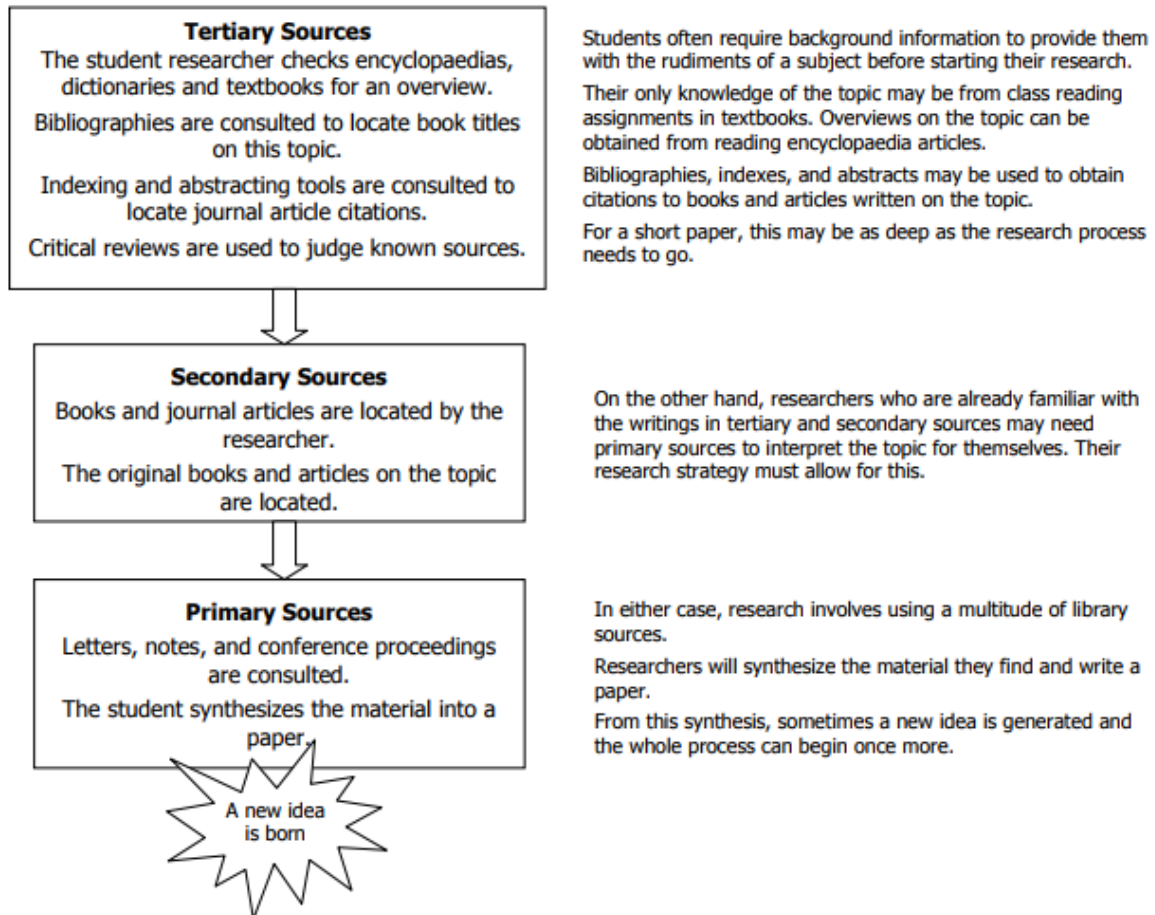 Tertiary Sources
The student researcher checks encyclopaedias,
dictionaries and textbooks for an overview.
Bibliographies are consulted to locate book titles
on this topic.
Indexing and abstracting tools are consulted to
locate journal article citations.
Critical reviews are used to judge known sources.
Students often require background information to provide them
with the rudiments of a subject before starting their research.
Their only knowledge of the topic may be from class reading
assignments in textbooks. Overviews on the topic can be
obtained from reading encyclopaedia articles.
Bibliographies, indexes, and abstracts may be used to obtain
citations to books and articles written on the topic.
For a short paper, this may be as deep as the research process
needs to go.
Secondary Sources
Books and journal articles are located by the
researcher.
The original books and articles on the topic
are located.
On the other hand, researchers who are already familiar with
the writings in tertiary and secondary sources may need
primary sources to interpret the topic for themselves. Their
research strategy must allow for this.
Primary Sources
Letters, notes, and conference proceedings
are consulted.
The student synthesizes the material into a
paper.
In either case, research involves using a multitude of library
sources.
Researchers will synthesize the material they find and write a
paper.
From this synthesis, sometimes a new idea is generated and
the whole process can begin once more.
A new idea
is born